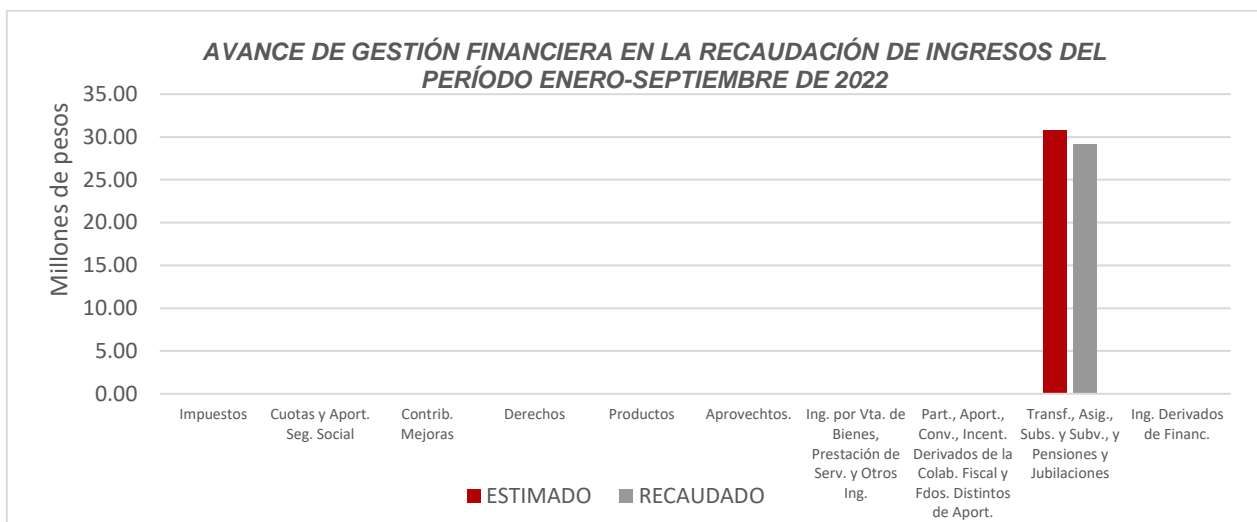 AVANCE DE GESTIÓN FINANCIERA EN LA RECAUDACIÓN DE INGRESOS DEL
PERÍODO ENERO-SEPTIEMBRE DE 2022
Millones de pesos
35.00
30.00
25.00
20.00
15.00
10.00
5.00
0.00
Impuestos
Cuotas y Aport.
Seg. Social
Contrib.
Mejoras
Derechos
Productos
Aprovechtos.
Ing. por Vta. de
Bienes,
Prestación de
Serv. y Otros
Ing.
Part., Aport.,
Conv., Incent.
Derivados de la
Colab. Fiscal y
Fdos. Distintos
de Aport.
Transf., Asig.,
Subs. y Subv., y
Pensiones y
Jubilaciones
Ing. Derivados
de Financ.
ESTIMADO
RECAUDADO